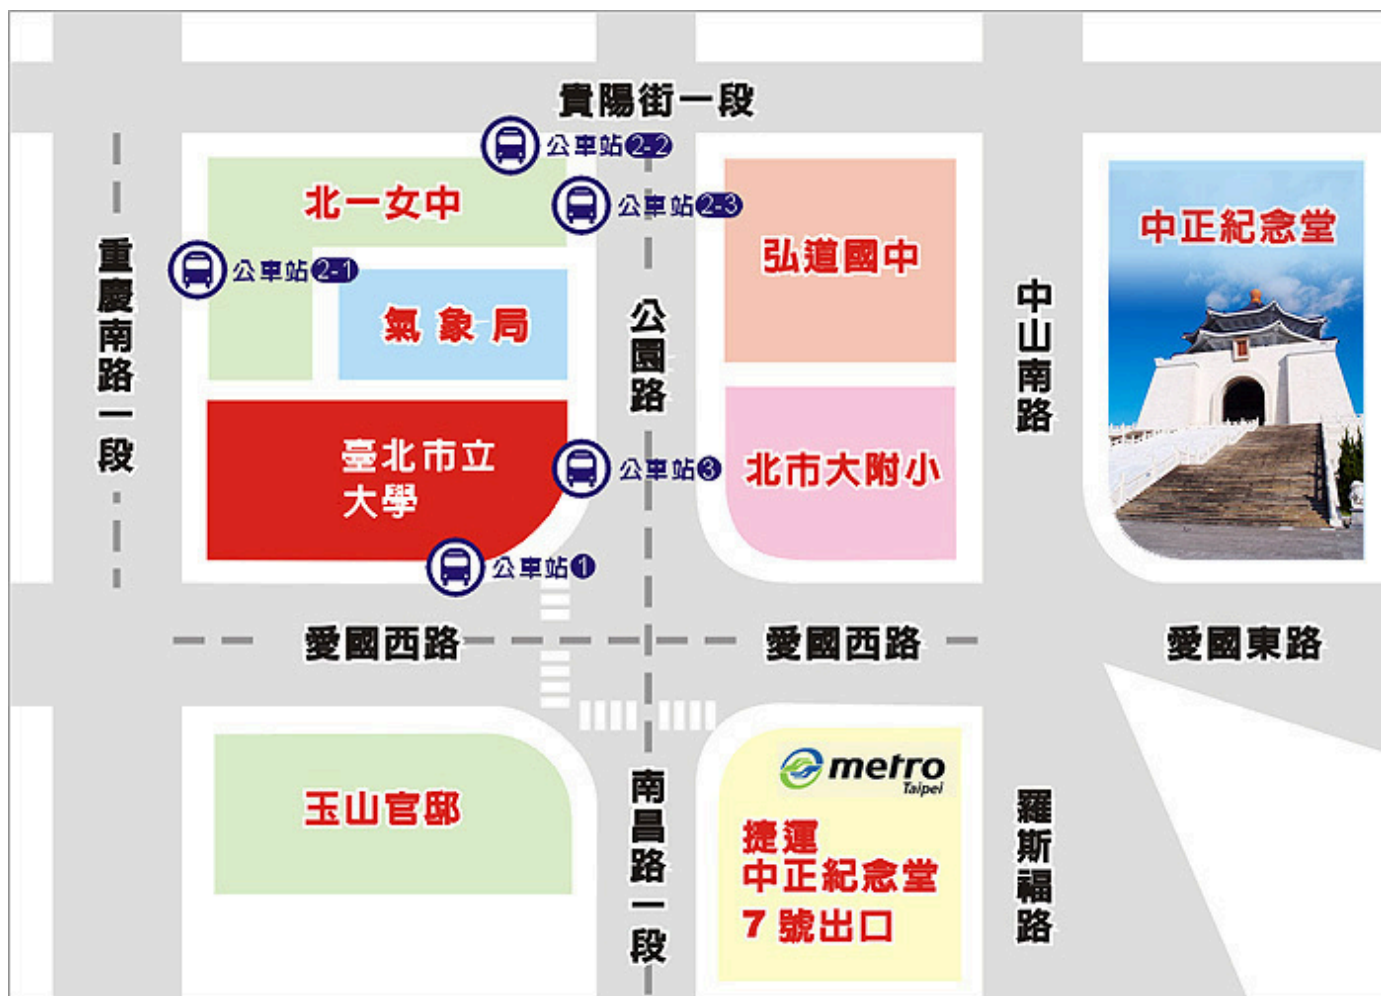 貴陽街一段
公車站2-2
北一女中
公車站2-3
中正紀念堂
弘道國中
公車站2-1
重慶南路一段
氣象局
公園路
中山南路
臺北市立
大學
公車站3
北市大附小
公車站1
愛國西路
愛國西路
愛國東路
metro
Taipei
玉山官邸
南昌路一段
捷運
中正紀念堂
7號出口
羅斯福路